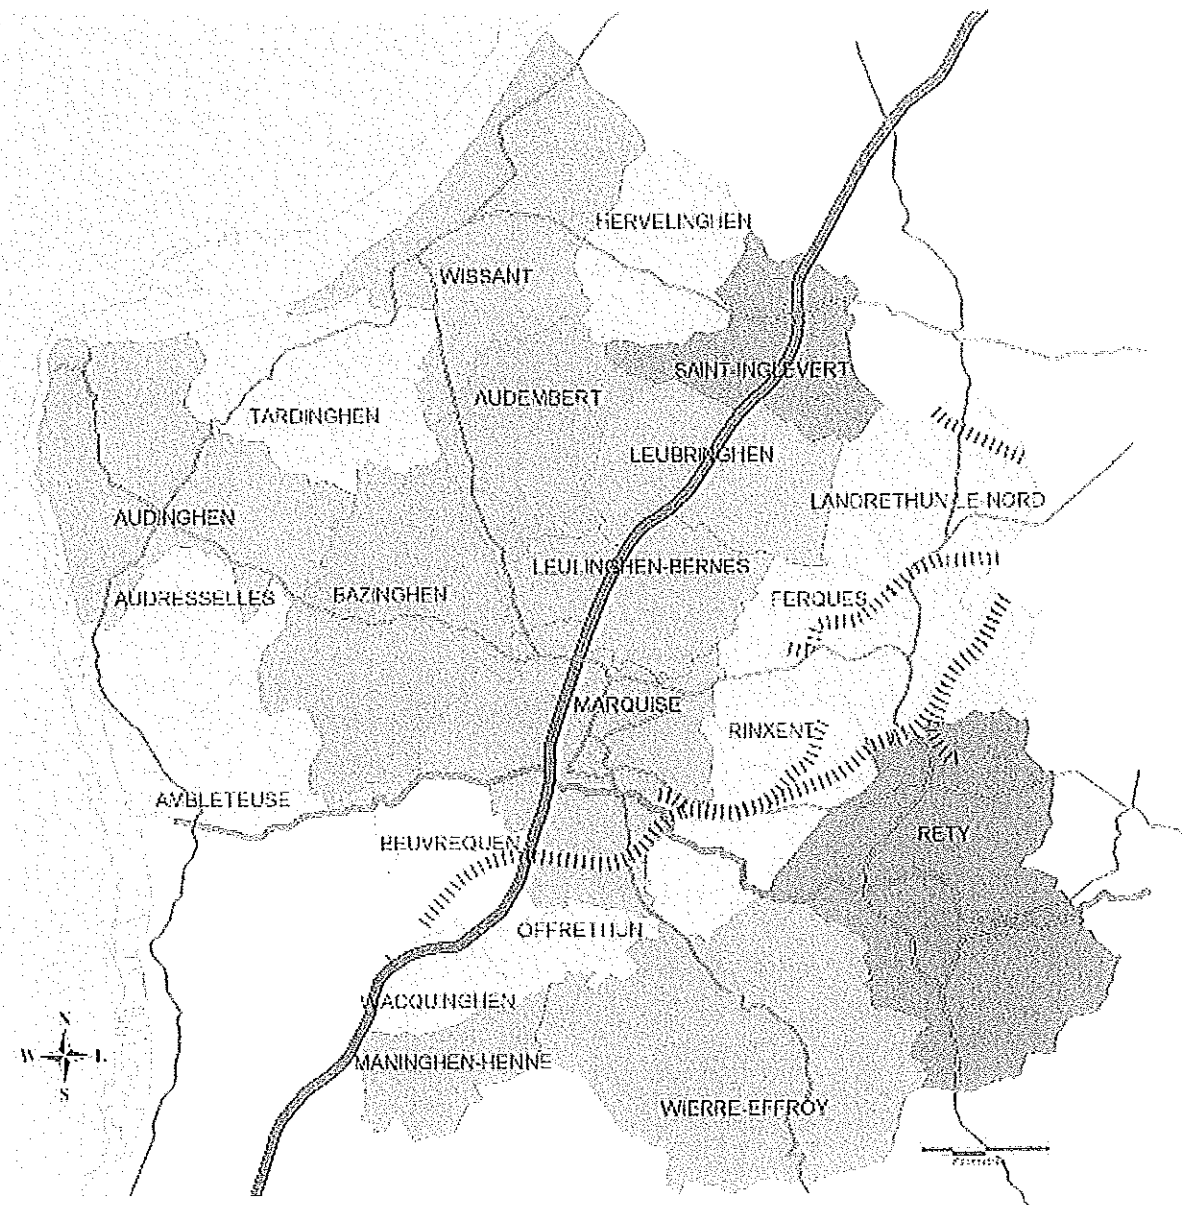 HERVELINGHEN
WISSANT
SAINT-INGLEVERT
AUDEMBERT
TARDINGHEN
LEUBRINGHEN
LANDRETHUN-LE-NORD
AUDINGHEN
LEULINGHEN-BERNES
AUDRESSELLES
BAZINGHEN
FERQUES
MARQUISE
RINXENT
AMBLETEUSE
BEUVREQUEN
RETY
OFFRETHUN
WACQUINGHEN
MANINGHEN-HENNE
WIERRE-EFFROY
N
W
S